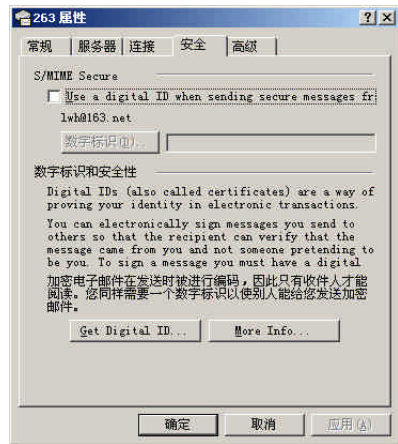 263 属性
常规 服务器 连接 安全 高级
S/MIME Secure
Use a digital ID when sending secure messages fr
lwh@163.net
数字标识(D)...
数字标识和安全性
Digital IDs (also called certificates) are a way of
proving your identity in electronic transactions.
You can electronically sign messages you send to
others so that the recipient can verify that the
message came from you and not someone pretending to
be you. To sign a message you must have a digital
加密电子邮件在发送时被进行编码，因此只有收件人才能
阅读。您同样需要一个数字标识以使别人能给您发送加密
邮件。
Get Digital ID... More Info...
确定 取消 应用(A)